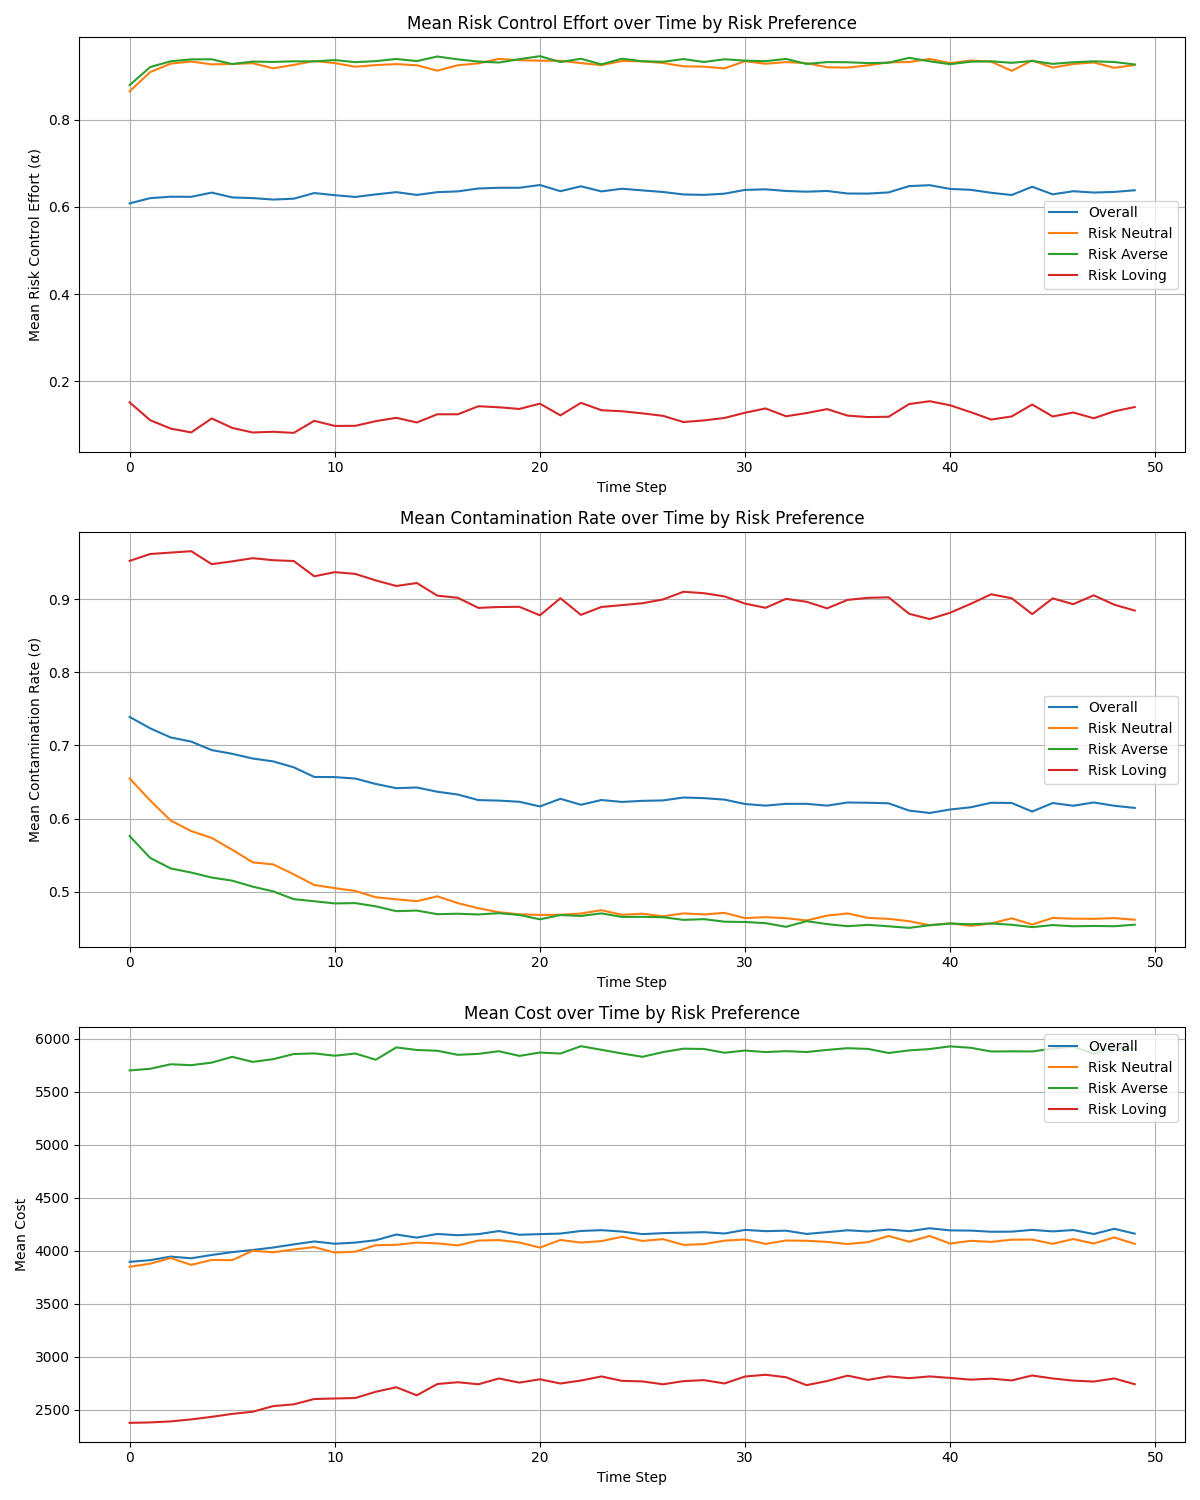 Mean Risk Control Effort over Time by Risk Preference
Mean Risk Control Effort (α)
0.8
0.6
0.4
0.2
0 10 20 30 40 50
Time Step
Overall
Risk Neutral
Risk Averse
Risk Loving
Mean Contamination Rate over Time by Risk Preference
Mean Contamination Rate (σ)
0.9
0.8
0.7
0.6
0.5
0 10 20 30 40 50
Time Step
Overall
Risk Neutral
Risk Averse
Risk Loving
Mean Cost over Time by Risk Preference
Mean Cost
6000
5500
5000
4500
4000
3500
3000
2500
0 10 20 30 40 50
Time Step
Overall
Risk Neutral
Risk Averse
Risk Loving